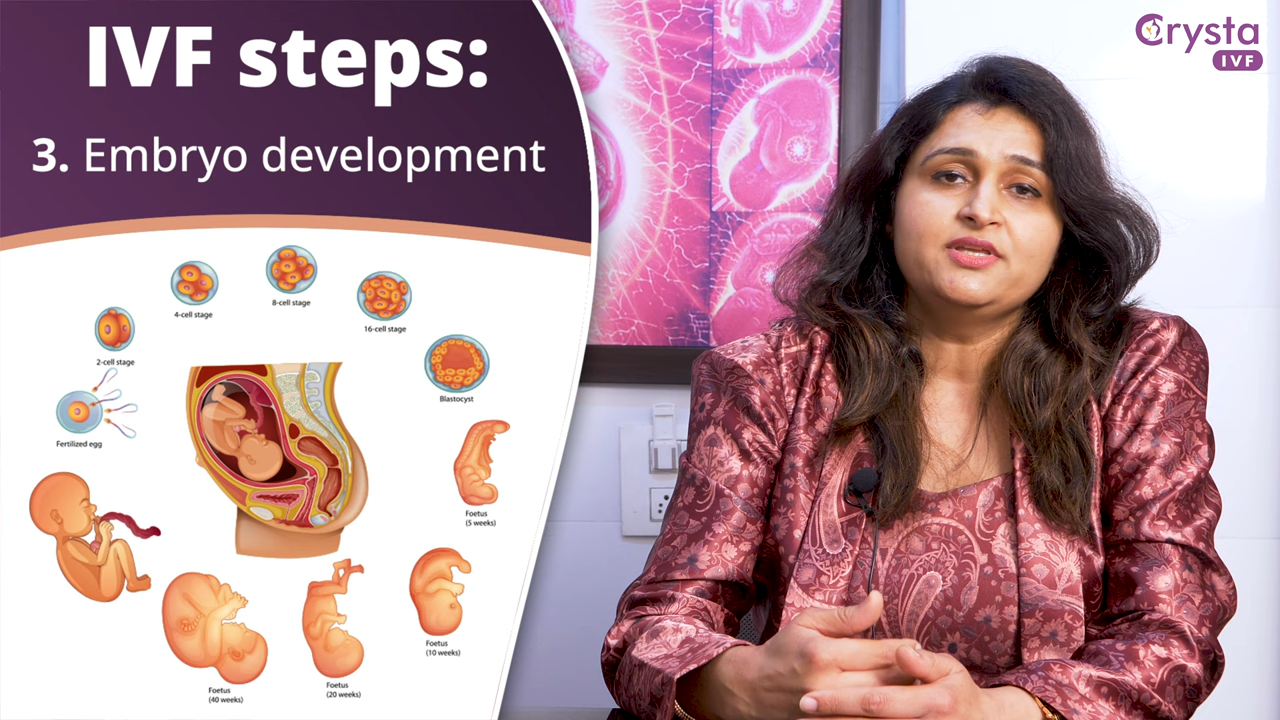 IVF steps:
3. Embryo development
Crysta
IVF
8-cell stage
4-cell stage
16-cell stage
2-cell stage
Blastocyst
Fertilized egg
Foetus
(5 weeks)
Foetus
(10 weeks)
Foetus
(20 weeks)
Foetus
(40 weeks)